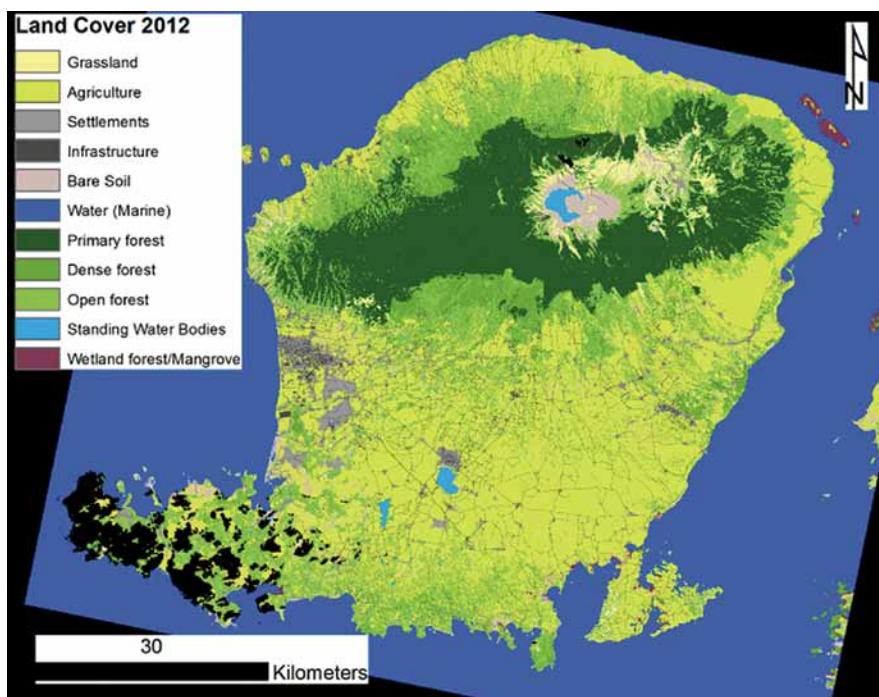 Land Cover 2012
Grassland
Agriculture
Settlements
Infrastructure
Bare Soil
Water (Marine)
Primary forest
Dense forest
Open forest
Standing Water Bodies
Wetland forest/Mangrove
N
30
Kilometers